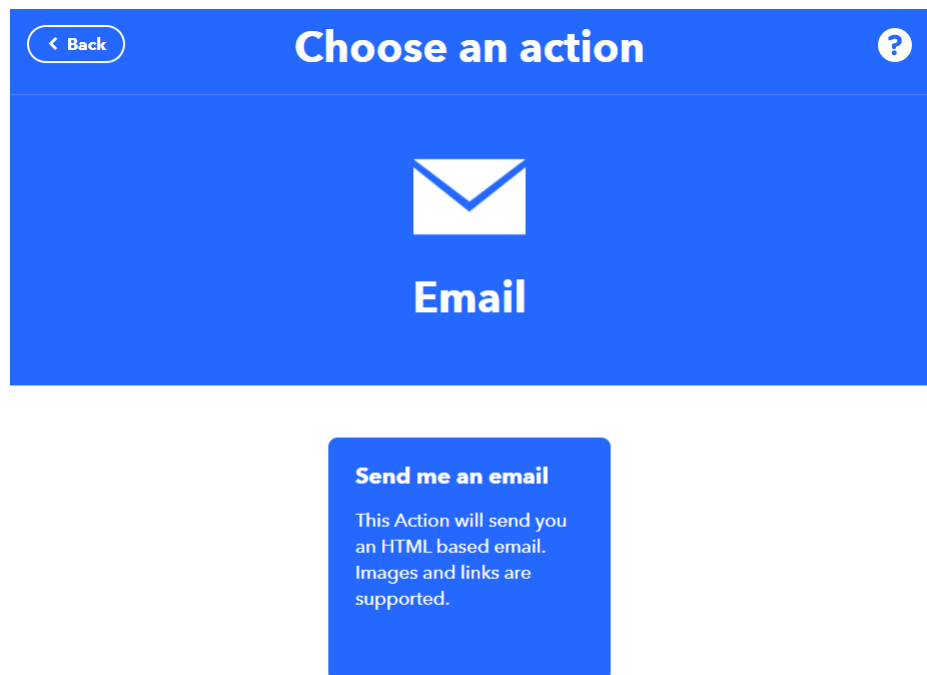 Back
Choose an action
?
Email
Send me an email
This Action will send you
an HTML based email.
Images and links are
supported.